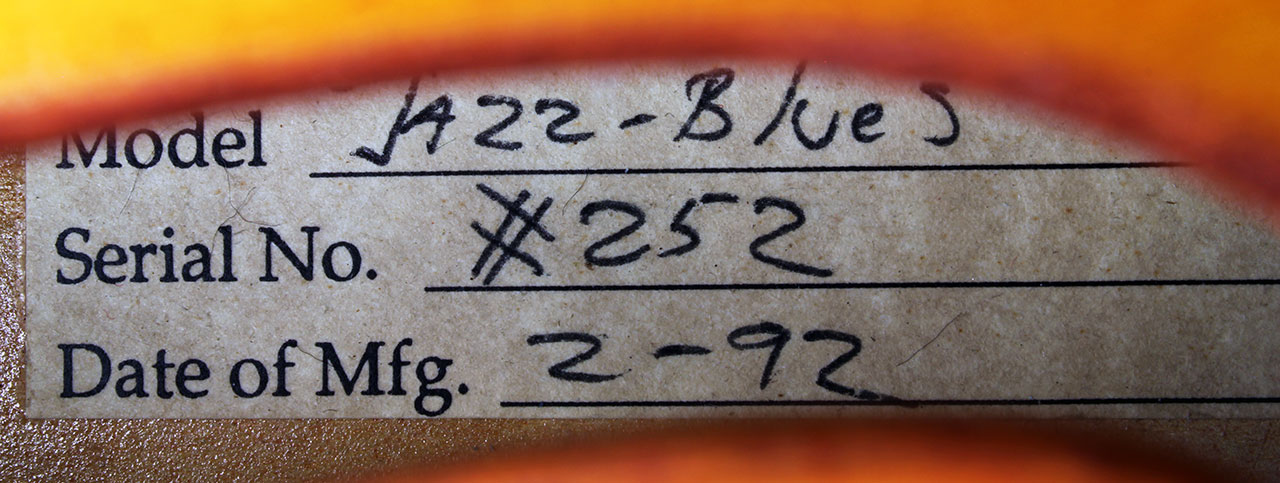 Model JAZZ-Blues
Serial No. #252
Date of Mfg. 2-92